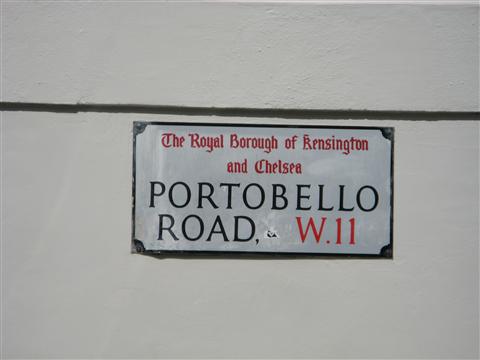 The Royal Borough of Kensington
and Chelsea
PORTOBELLO
ROAD, W.11